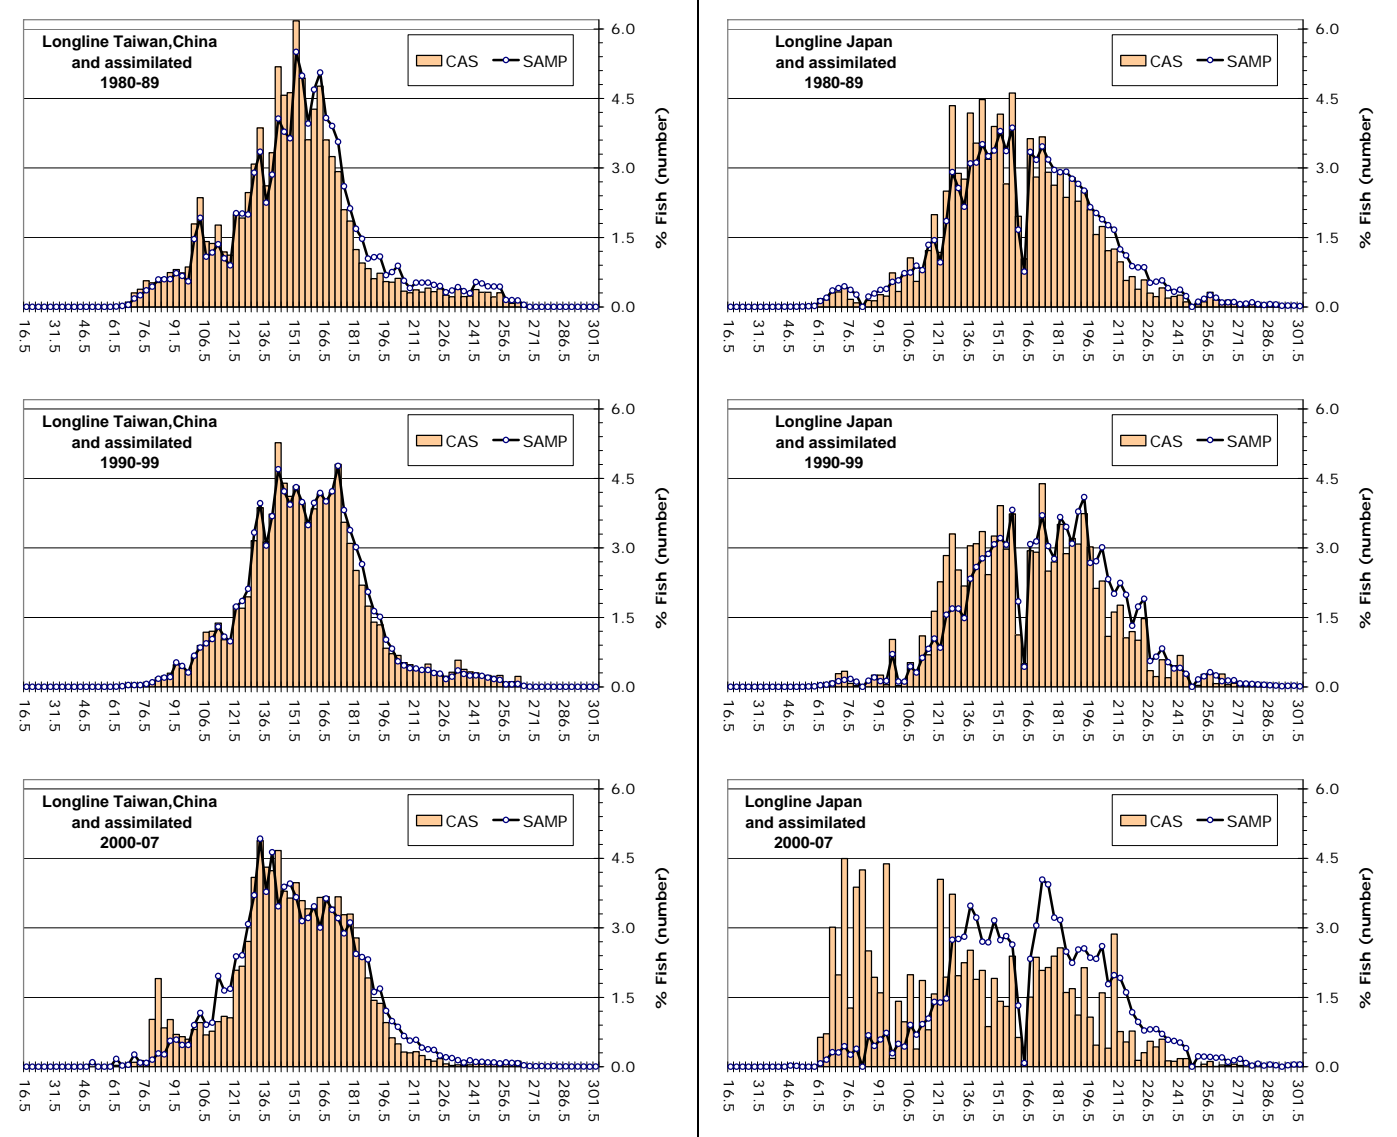 Longline Taiwan,China
and assimilated
1980-89
CAS SAMP
6.0
4.5
3.0
1.5
0.0
% Fish (number)
16.5 31.5 46.5 61.5 76.5 91.5 106.5 121.5 136.5 151.5 166.5 181.5 196.5 211.5 226.5 241.5 256.5 271.5 286.5 301.5
Longline Japan
and assimilated
1980-89
CAS SAMP
6.0
4.5
3.0
1.5
0.0
% Fish (number)
16.5 31.5 46.5 61.5 76.5 91.5 106.5 121.5 136.5 151.5 166.5 181.5 196.5 211.5 226.5 241.5 256.5 271.5 286.5 301.5
Longline Taiwan,China
and assimilated
1990-99
CAS SAMP
6.0
4.5
3.0
1.5
0.0
% Fish (number)
16.5 31.5 46.5 61.5 76.5 91.5 106.5 121.5 136.5 151.5 166.5 181.5 196.5 211.5 226.5 241.5 256.5 271.5 286.5 301.5
Longline Japan
and assimilated
1990-99
CAS SAMP
6.0
4.5
3.0
1.5
0.0
% Fish (number)
16.5 31.5 46.5 61.5 76.5 91.5 106.5 121.5 136.5 151.5 166.5 181.5 196.5 211.5 226.5 241.5 256.5 271.5 286.5 301.5
Longline Taiwan,China
and assimilated
2000-07
CAS SAMP
6.0
4.5
3.0
1.5
0.0
% Fish (number)
16.5 31.5 46.5 61.5 76.5 91.5 106.5 121.5 136.5 151.5 166.5 181.5 196.5 211.5 226.5 241.5 256.5 271.5 286.5 301.5
Longline Japan
and assimilated
2000-07
CAS SAMP
6.0
4.5
3.0
1.5
0.0
% Fish (number)
16.5 31.5 46.5 61.5 76.5 91.5 106.5 121.5 136.5 151.5 166.5 181.5 196.5 211.5 226.5 241.5 256.5 271.5 286.5 301.5